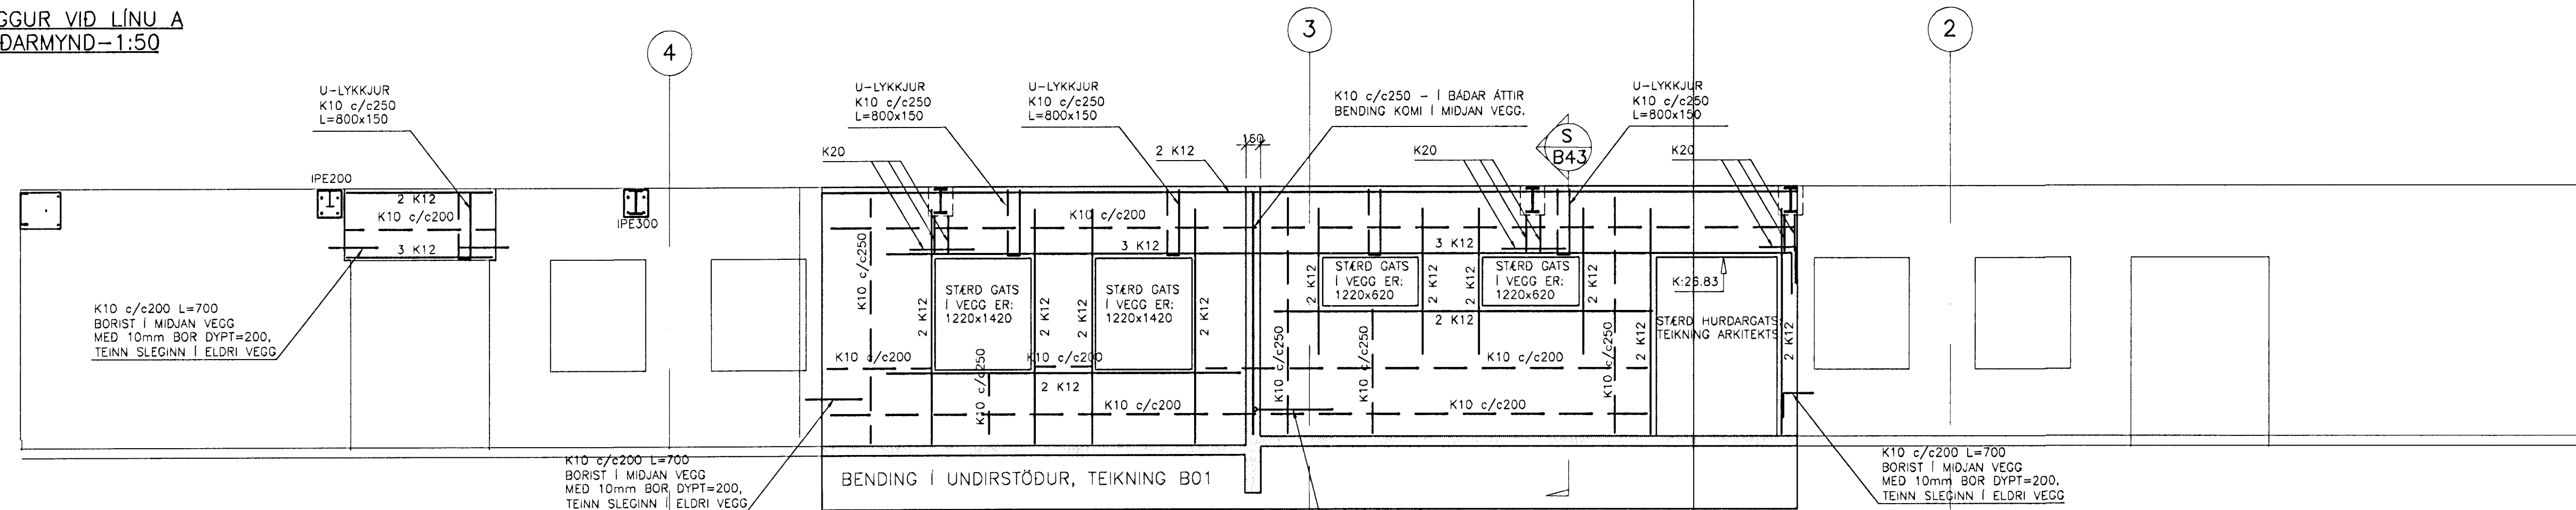 GGUR VIÐ LÍNU A
ÐARMYND-1:50
4
3
2
U-LYKKJUR
K10 c/c250
L=800x150
U-LYKKJUR
K10 c/c250
L=800x150
U-LYKKJUR
K10 c/c250
L=800x150
K10 c/c250 - Í BÁÐAR ÁTTIR
BENDING KOMI Í MIÐJAN VEGG.
U-LYKKJUR
K10 c/c250
L=800x150
S
B43
160
K20
2 K12
K20
K20
IPE200
2 K12
K10 c/c200
3 K12
IPE300
K10 c/c200
3 K12
3 K12
K10 c/c250
2 K12
STÆRÐ GATS
Í VEGG ER:
1220x1420
2 K12
2 K12
STÆRÐ GATS
Í VEGG ER:
1220x1420
2 K12
2 K12
STÆRÐ GATS
Í VEGG ER:
1220x620
2 K12
2 K12
STÆRÐ GATS
Í VEGG ER:
1220x620
2 K12
K:26.83
2 K12
STÆRÐ HURÐARGATS
TEIKNING ARKITEKTS
2 K12
2 K12
K10 c/c200 L=700
BORIST Í MIÐJAN VEGG
MEÐ 10mm BOR DÝPT=200,
TEINN SLEGINN Í ELDRI VEGG
K10 c/c200
K10 c/c250
K10 c/c200
2 K12
K10 c/c200
K10 c/c250
K10 c/c250
K10 c/c200
K10 c/c250
K10 c/c200
K10 c/c200 L=700
BORIST Í MIÐJAN VEGG
MEÐ 10mm BOR DÝPT=200,
TEINN SLEGINN Í ELDRI VEGG
BENDING Í UNDIRSTÖÐUR, TEIKNING B01
K10 c/c200 L=700
BORIST Í MIÐJAN VEGG
MEÐ 10mm BOR DÝPT=200,
TEINN SLEGINN Í ELDRI VEGG